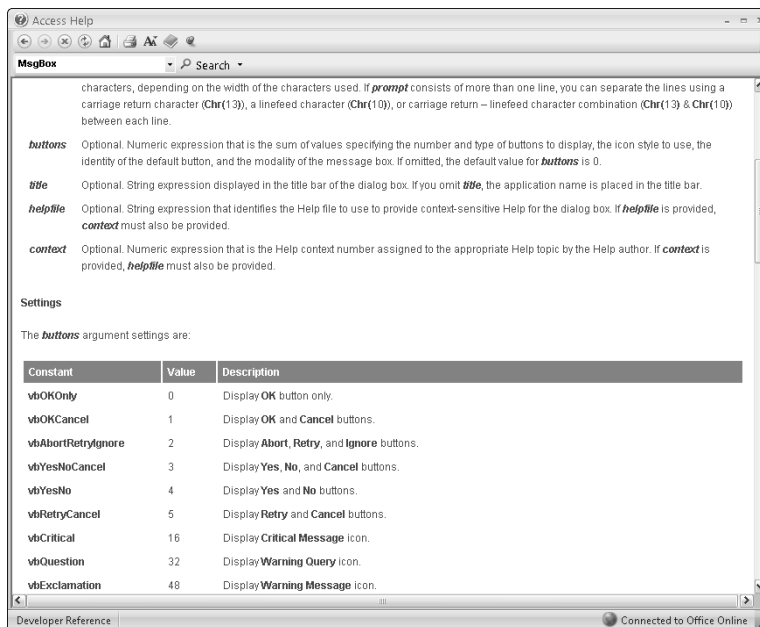 Access Help
MsgBox
Search
characters, depending on the width of the characters used. If prompt consists of more than one line, you can separate the lines using a
carriage return character (Chr(13)), a linefeed character (Chr(10)), or carriage return – linefeed character combination (Chr(13) & Chr(10))
between each line.
buttons Optional. Numeric expression that is the sum of values specifying the number and type of buttons to display, the icon style to use, the
identity of the default button, and the modality of the message box. If omitted, the default value for buttons is 0.
title Optional. String expression displayed in the title bar of the dialog box. If you omit title, the application name is placed in the title bar.
helpfile Optional. String expression that identifies the Help file to use to provide context-sensitive Help for the dialog box. If helpfile is provided,
context must also be provided.
context Optional. Numeric expression that is the Help context number assigned to the appropriate Help topic by the Help author. If context is
provided, helpfile must also be provided.
Settings
The buttons argument settings are:
Constant Value Description
vbOKOnly 0 Display OK button only.
vbOKCancel 1 Display OK and Cancel buttons.
vbAbortRetryIgnore 2 Display Abort, Retry, and Ignore buttons.
vbYesNoCancel 3 Display Yes, No, and Cancel buttons.
vbYesNo 4 Display Yes and No buttons.
vbRetryCancel 5 Display Retry and Cancel buttons.
vbCritical 16 Display Critical Message icon.
vbQuestion 32 Display Warning Query icon.
vbExclamation 48 Display Warning Message icon.
Developer Reference Connected to Office Online